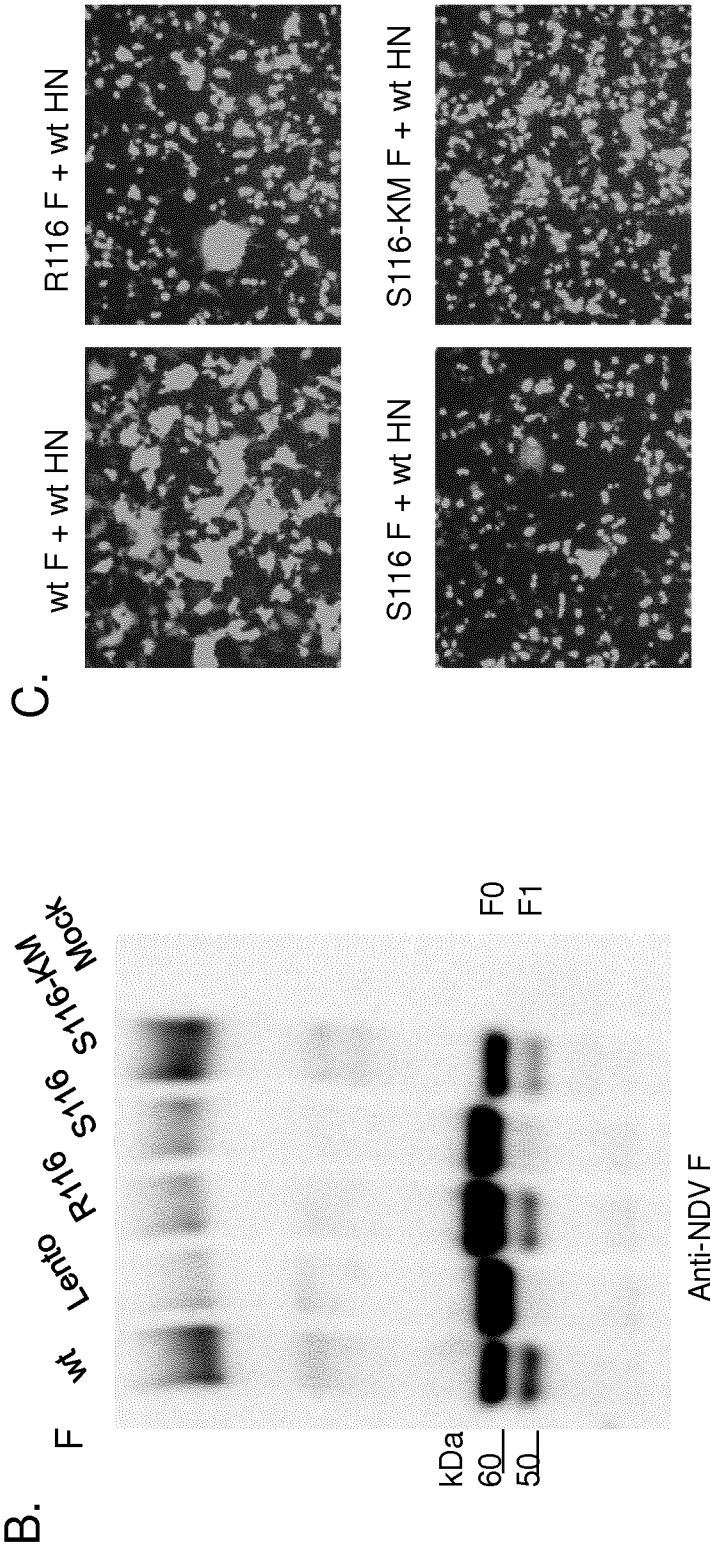 B.
F
wt
Lento
R116
S116
S116-KM
Mock
kDa
60
50
F0
F1
Anti-NDV F
C.
wt F + wt HN
R116 F + wt HN
S116 F + wt HN
S116-KM F + wt HN